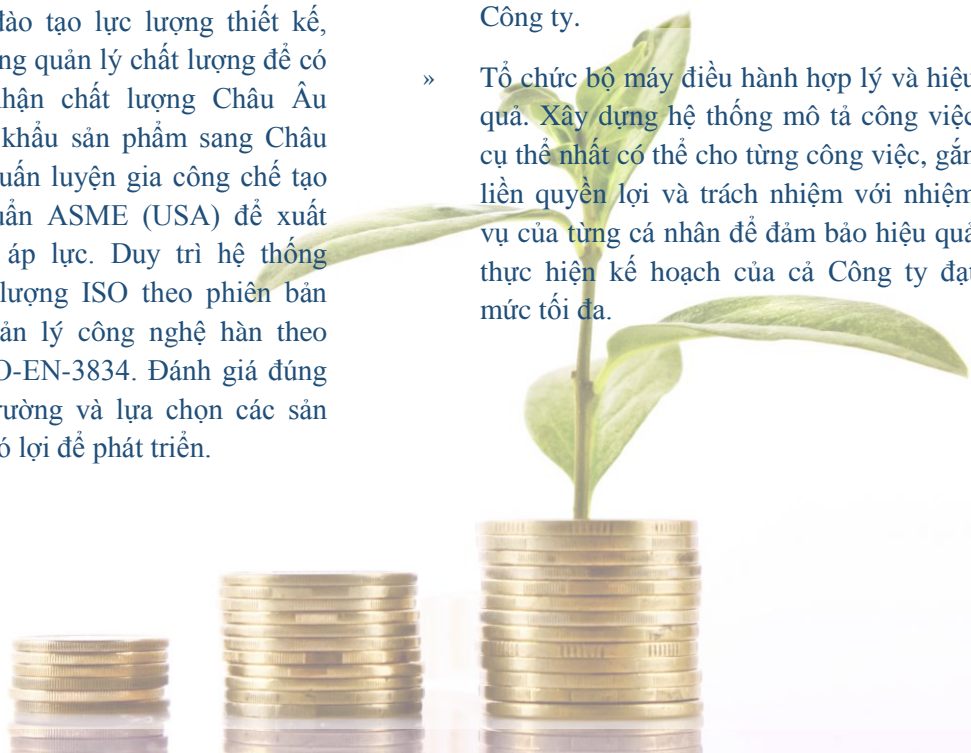 đào tạo lực lượng thiết kế,
ng quản lý chất lượng để có
hận chất lượng Châu Âu
khẩu sản phẩm sang Châu
uấn luyện gia công chế tạo
uẩn ASME (USA) để xuất
áp lực. Duy trì hệ thống
lượng ISO theo phiên bản
ản lý công nghệ hàn theo
O-EN-3834. Đánh giá đúng
rường và lựa chọn các sản
ó lợi để phát triển.
Công ty.
» Tổ chức bộ máy điều hành hợp lý và hiệu
quả. Xây dựng hệ thống mô tả công việc
cụ thể nhất có thể cho từng công việc, gắn
liền quyền lợi và trách nhiệm với nhiệm
vụ của từng cá nhân để đảm bảo hiệu quả
thực hiện kế hoạch của cả Công ty đạt
mức tối đa.